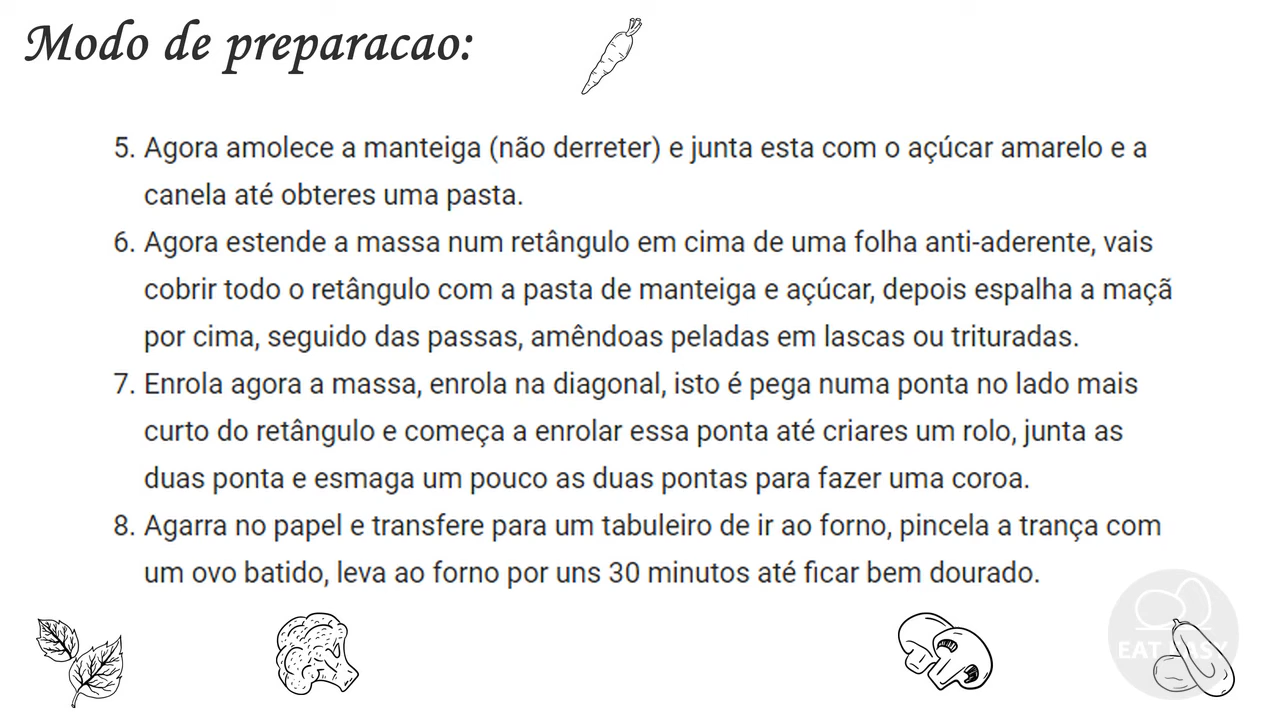 Modo de preparacao:
5. Agora amolece a manteiga (não derreter) e junta esta com o açúcar amarelo e a
canela até obteres uma pasta.
6. Agora estende a massa num retângulo em cima de uma folha anti-aderente, vais
cobrir todo o retângulo com a pasta de manteiga e açúcar, depois espalha a maçã
por cima, seguido das passas, amêndoas peladas em lascas ou trituradas.
7. Enrola agora a massa, enrola na diagonal, isto é pega numa ponta no lado mais
curto do retângulo e começa a enrolar essa ponta até criares um rolo, junta as
duas ponta e esmaga um pouco as duas pontas para fazer uma coroa.
8. Agarra no papel e transfere para um tabuleiro de ir ao forno, pincela a trança com
um ovo batido, leva ao forno por uns 30 minutos até ficar bem dourado.
EAT EASY